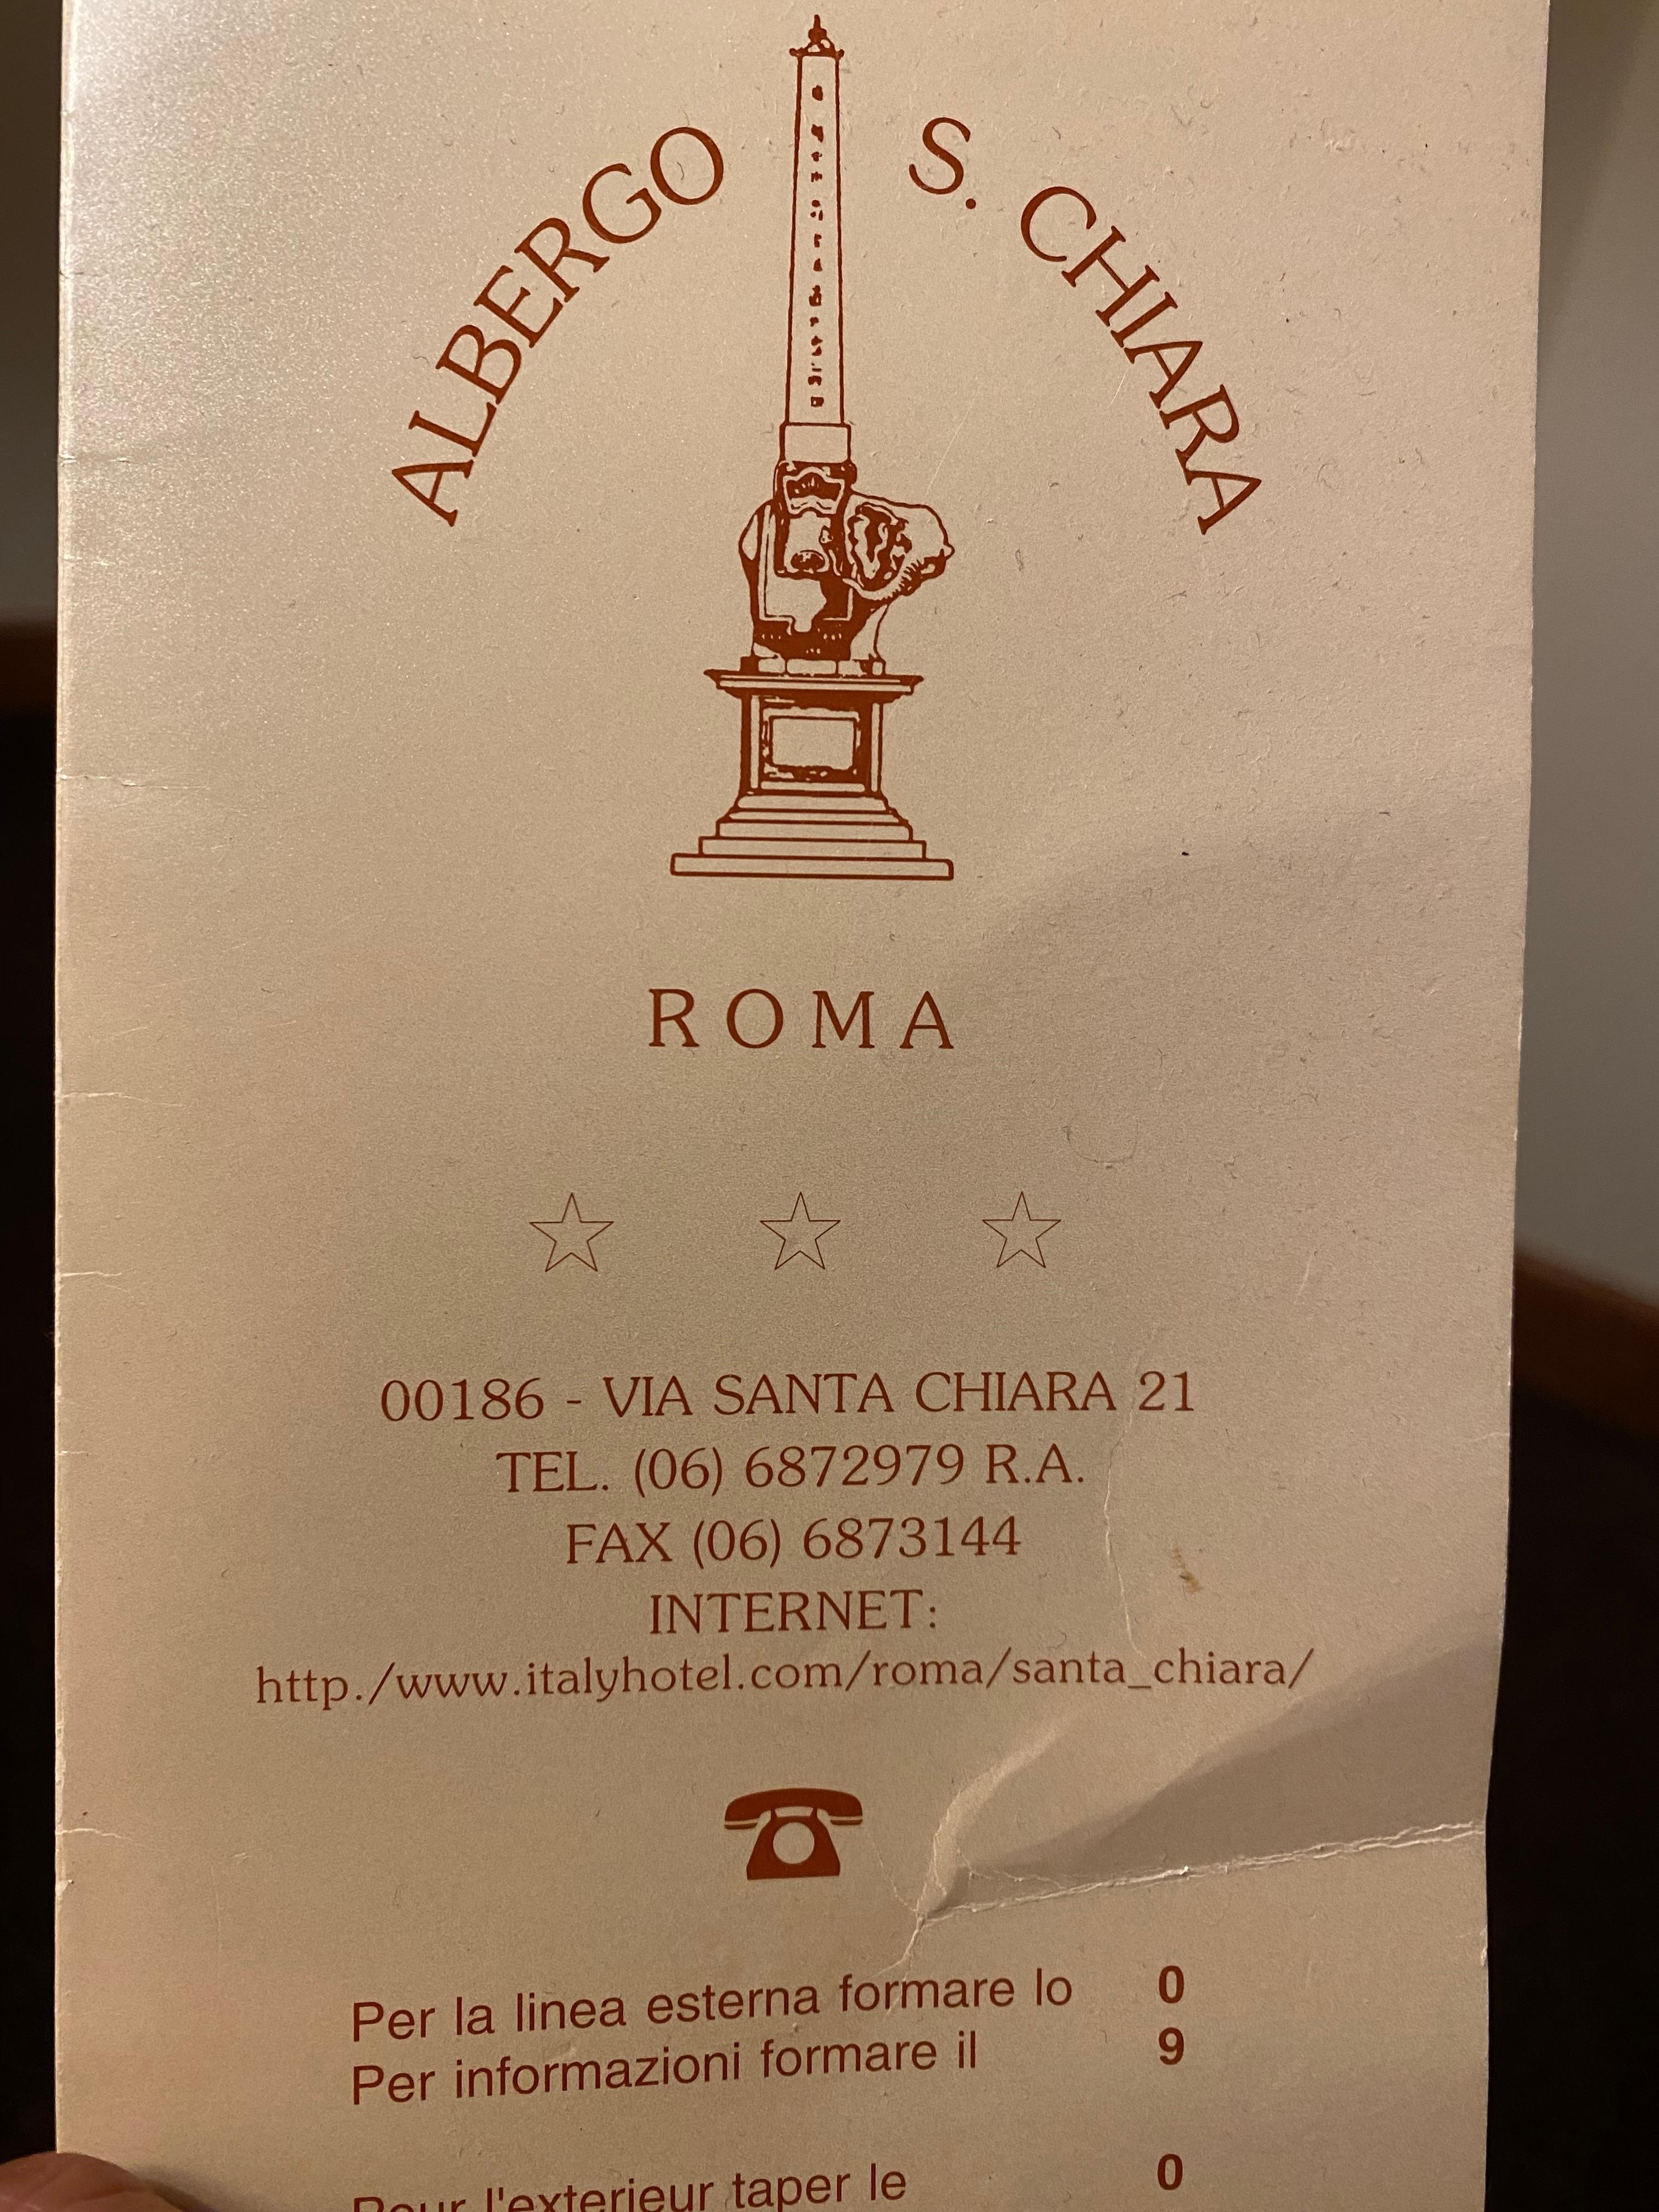 ALBERGO S. CHIARA
ROMA
00186 - VIA SANTA CHIARA 21
TEL. (06) 6872979 R.A.
FAX (06) 6873144
INTERNET:
http./www.italyhotel.com/roma/santa_chiara/
Per la linea esterna formare lo 0
Per informazioni formare il 9
Pour l'exterieur taper le 0